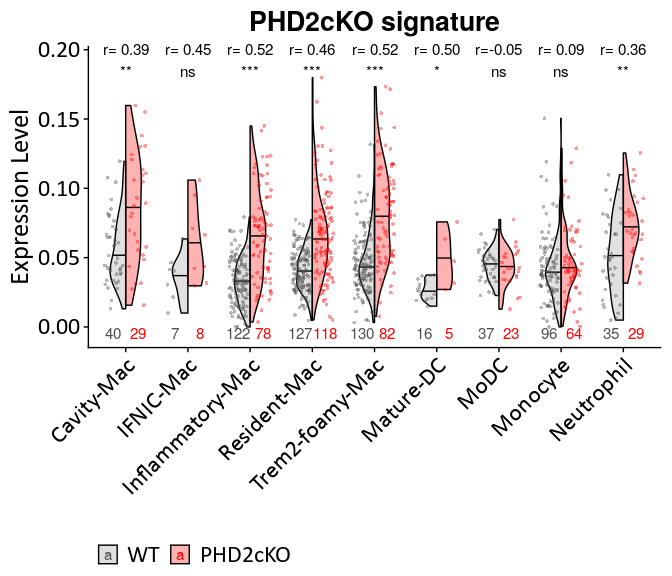 PHD2cKO signature
r= 0.39 r= 0.45 r= 0.52 r= 0.46 r= 0.52 r= 0.50 r=-0.05 r= 0.09 r= 0.36
** ns *** *** *** * ns ns **
Expression Level
0.20
0.15
0.10
0.05
0.00
40 29 7 8 122 78 127 118 130 82 16 5 37 23 96 64 35 29
Cavity-Mac
IFNIC-Mac
Inflammatory-Mac
Resident-Mac
Trem2-foamy-Mac
Mature-DC
MoDC
Monocyte
Neutrophil
a WT a PHD2cKO